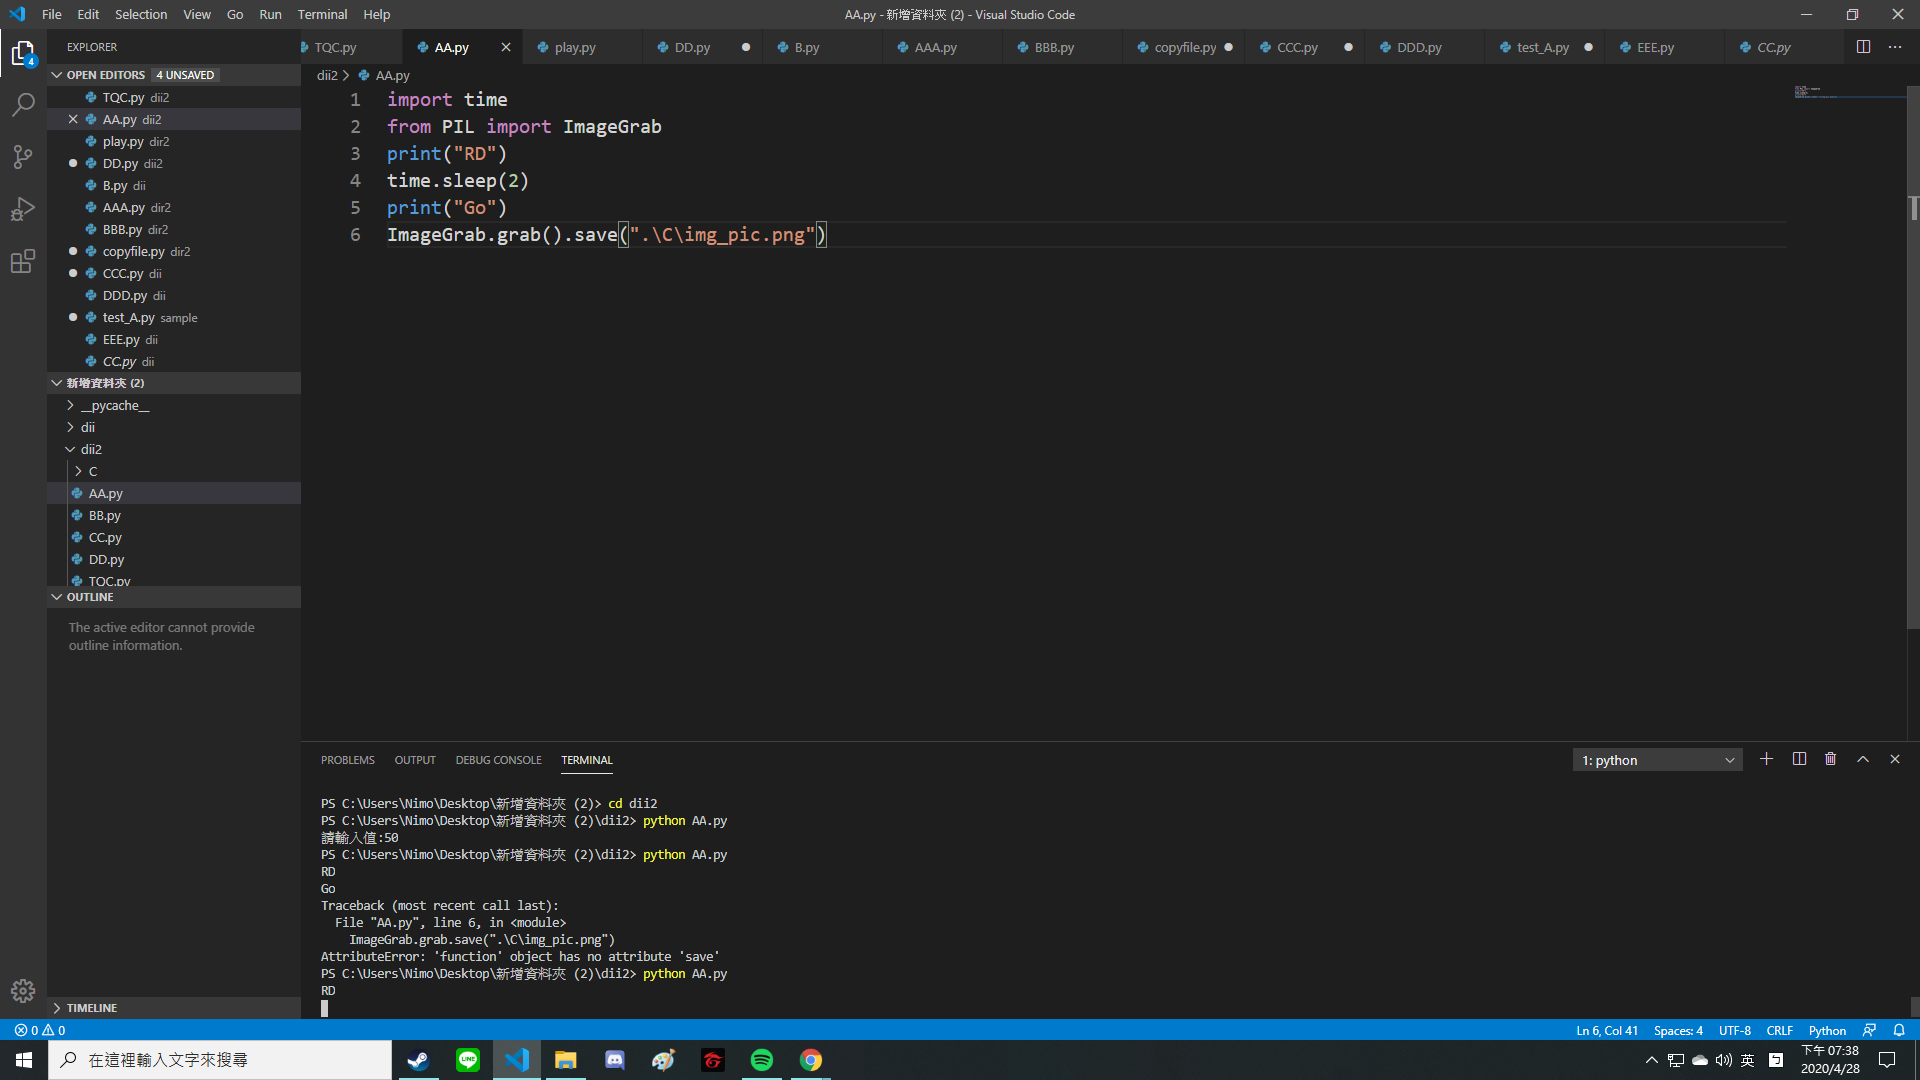 File Edit Selection View Go Run Terminal Help
AA.py - 新增資料夾 (2) - Visual Studio Code
EXPLORER
TQC.py AA.py play.py DD.py B.py AAA.py BBB.py copyfile.py CCC.py DDD.py test_A.py EEE.py CC.py
OPEN EDITORS 4 UNSAVED
TQC.py dii2
AA.py dii2
play.py dir2
DD.py dii2
B.py dii
AAA.py dir2
BBB.py dir2
copyfile.py dir2
CCC.py dii
DDD.py dii
test_A.py sample
EEE.py dii
CC.py dii
新增資料夾 (2)
__pycache__
dii
dii2
C
AA.py
BB.py
CC.py
DD.py
TQC.py
OUTLINE
The active editor cannot provide
outline information.
TIMELINE
4
dii2 > AA.py
1 import time
2 from PIL import ImageGrab
3 print("RD")
4 time.sleep(2)
5 print("Go")
6 ImageGrab.grab().save(".\C\img_pic.png")
PROBLEMS OUTPUT DEBUG CONSOLE TERMINAL
1: python
PS C:\Users\Nimo\Desktop\新增資料夾 (2)> cd dii2
PS C:\Users\Nimo\Desktop\新增資料夾 (2)\dii2> python AA.py
請輸入值:50
PS C:\Users\Nimo\Desktop\新增資料夾 (2)\dii2> python AA.py
RD
Go
Traceback (most recent call last):
File "AA.py", line 6, in <module>
ImageGrab.grab.save(".\C\img_pic.png")
AttributeError: 'function' object has no attribute 'save'
PS C:\Users\Nimo\Desktop\新增資料夾 (2)\dii2> python AA.py
RD
0 0
Ln 6, Col 41 Spaces: 4 UTF-8 CRLF Python
在這裡輸入文字來搜尋
LINE
英
下午 07:38
2020/4/28